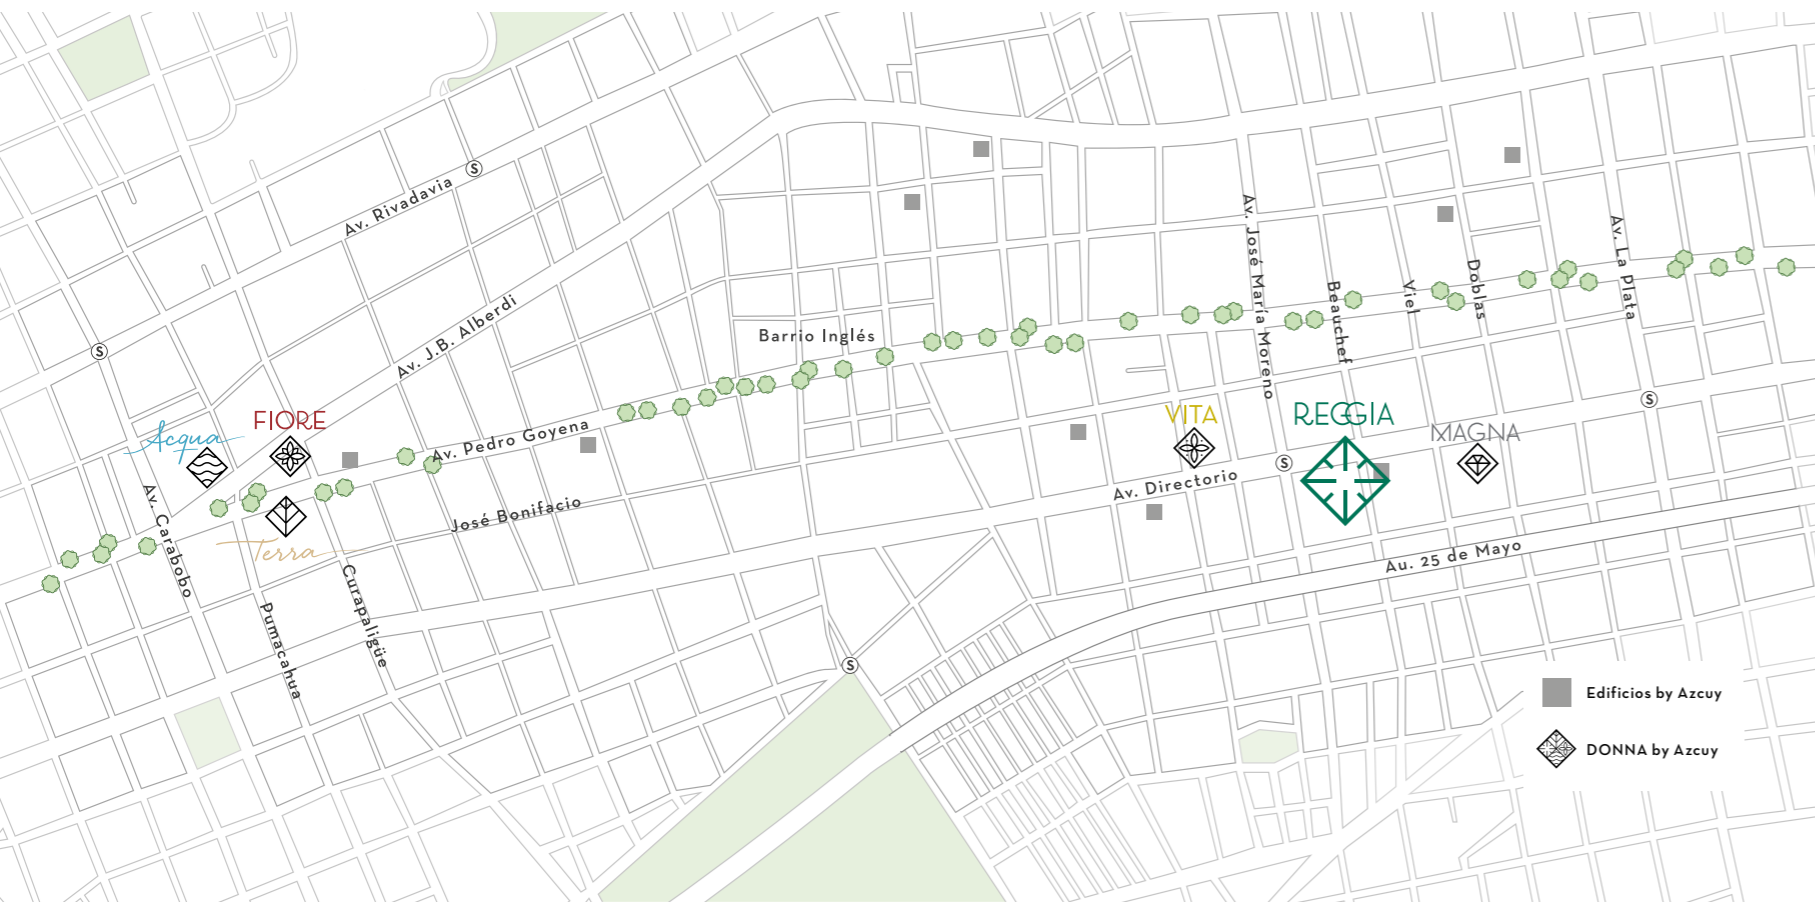 Av. Rivadavia
S
S
Av. J.B. Alberdi
Barrio Inglés
Av. José María Moreno
Beauchef
Viel
Doblas
Av. La Plata
S
Acqua
FIORE
Av. Pedro Goyena
VITA
REGGIA
MAGNA
S
Av. Directorio
José Bonifacio
Terra
Av. Carabobo
Pumacahua
Curapaligüe
Au. 25 de Mayo
S
Edificios by Azcuy
DONNA by Azcuy